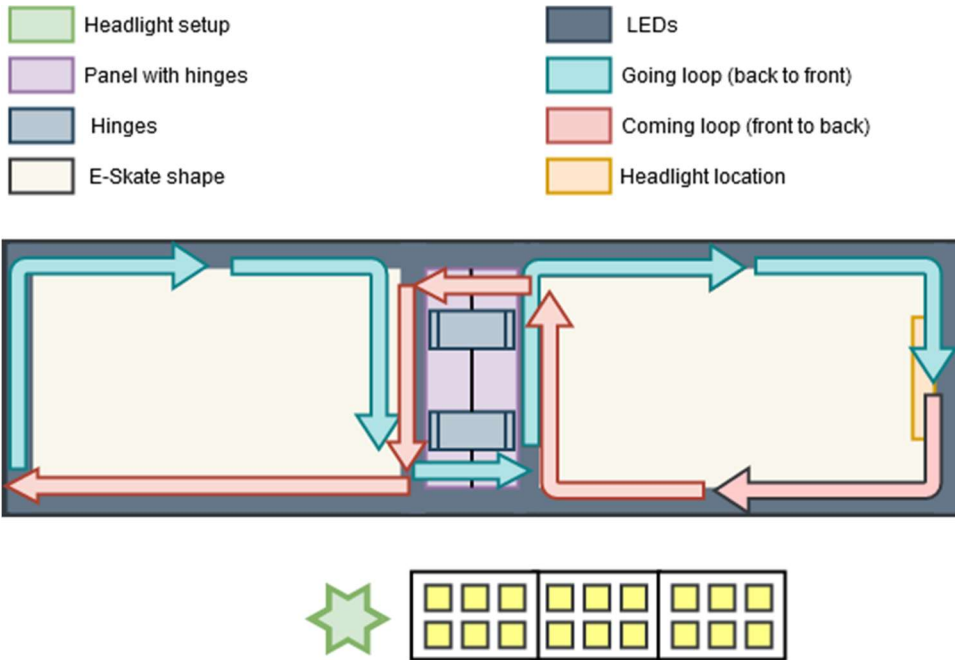 Headlight setup
LEDs
Panel with hinges
Going loop (back to front)
Hinges
Coming loop (front to back)
E-Skate shape
Headlight location